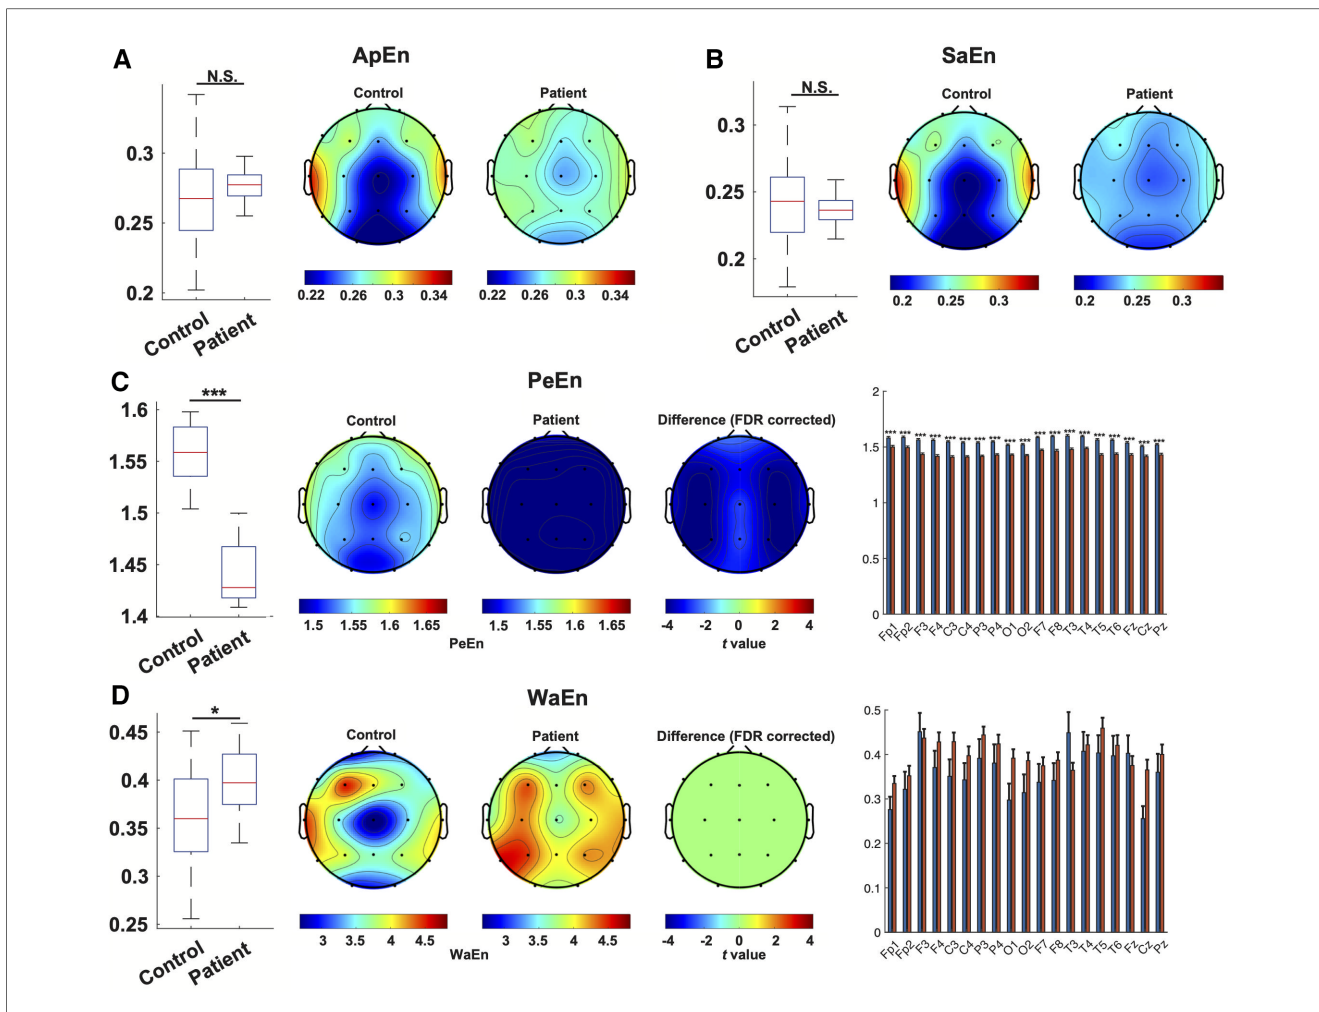 A
ApEn
N.S.
Control
Patient
0.3
0.25
0.2
Control
Patient
0.22 0.26 0.3 0.34
0.22 0.26 0.3 0.34
B
SaEn
N.S.
Control
Patient
0.3
0.25
0.2
Control
Patient
0.2 0.25 0.3
0.2 0.25 0.3
C
PeEn
***
1.6
1.55
1.5
1.45
1.4
Control
Patient
Control
Patient
Difference (FDR corrected)
1.5 1.55 1.6 1.65
1.5 1.55 1.6 1.65
-4 -2 0 2 4
PeEn
t value
2
1.5
1
0.5
0
*** *** *** *** *** *** *** *** *** *** *** *** *** *** *** *** *** *** ***
Fp1 Fp2 F3 F4 C3 C4 P3 P4 O1 O2 F7 F8 T3 T4 T5 T6 Fz Cz Pz
D
WaEn
*
0.45
0.4
0.35
0.3
0.25
Control
Patient
Control
Patient
Difference (FDR corrected)
3 3.5 4 4.5
3 3.5 4 4.5
-4 -2 0 2 4
WaEn
t value
0.5
0.4
0.3
0.2
0.1
0
Fp1 Fp2 F3 F4 C3 C4 P3 P4 O1 O2 F7 F8 T3 T4 T5 T6 Fz Cz Pz